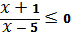 x + 1
x − 5 ≤ 0